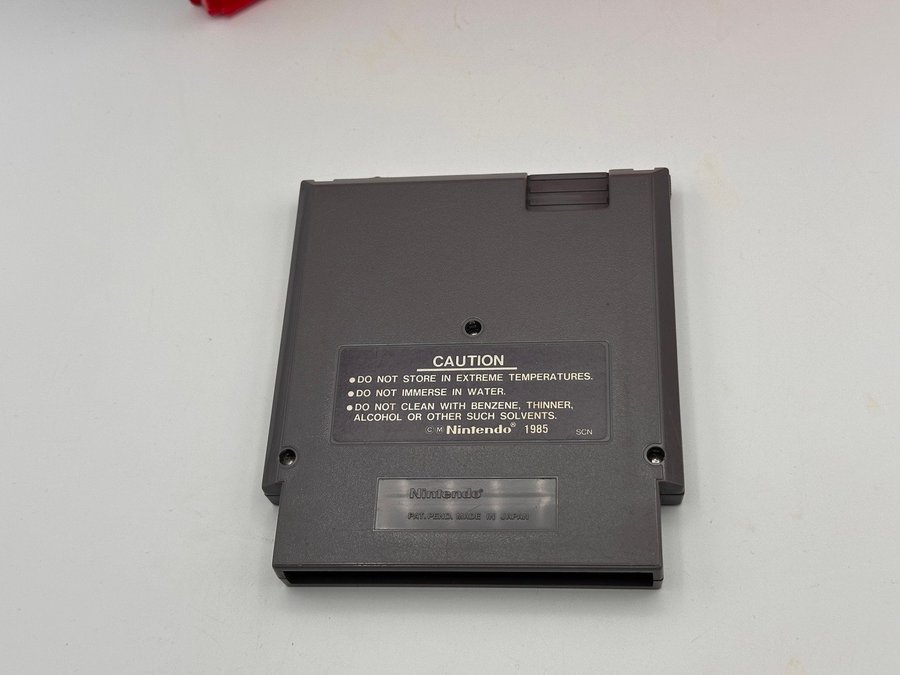 CAUTION
●DO NOT STORE IN EXTREME TEMPERATURES.
●DO NOT IMMERSE IN WATER.
●DO NOT CLEAN WITH BENZENE, THINNER,
ALCOHOL OR OTHER SUCH SOLVENTS.
© M Nintendo® 1985 SCN
Nintendo®
PAT. PEND. MADE IN JAPAN